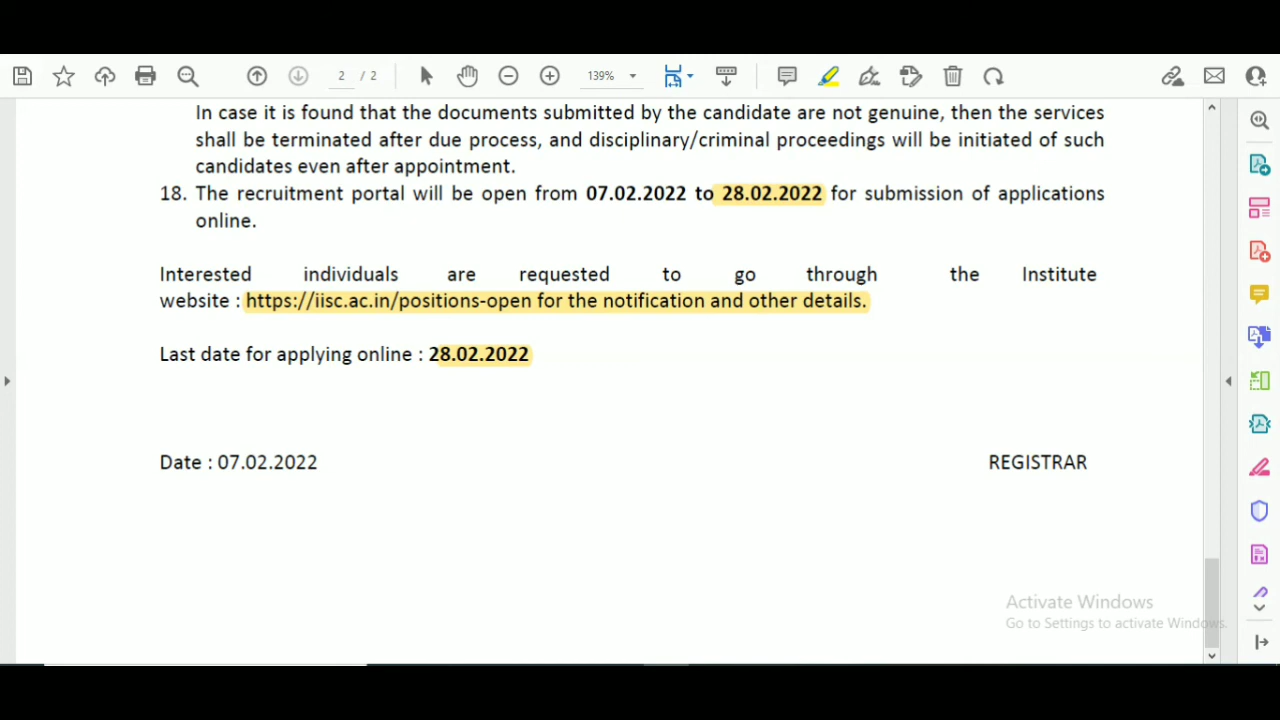 2 / 2
139%
In case it is found that the documents submitted by the candidate are not genuine, then the services
shall be terminated after due process, and disciplinary/criminal proceedings will be initiated of such
candidates even after appointment.
18. The recruitment portal will be open from 07.02.2022 to 28.02.2022 for submission of applications
online.
Interested individuals are requested to go through the Institute
website : https://iisc.ac.in/positions-open for the notification and other details.
Last date for applying online : 28.02.2022
Date : 07.02.2022 REGISTRAR
Activate Windows
Go to Settings to activate Windows.